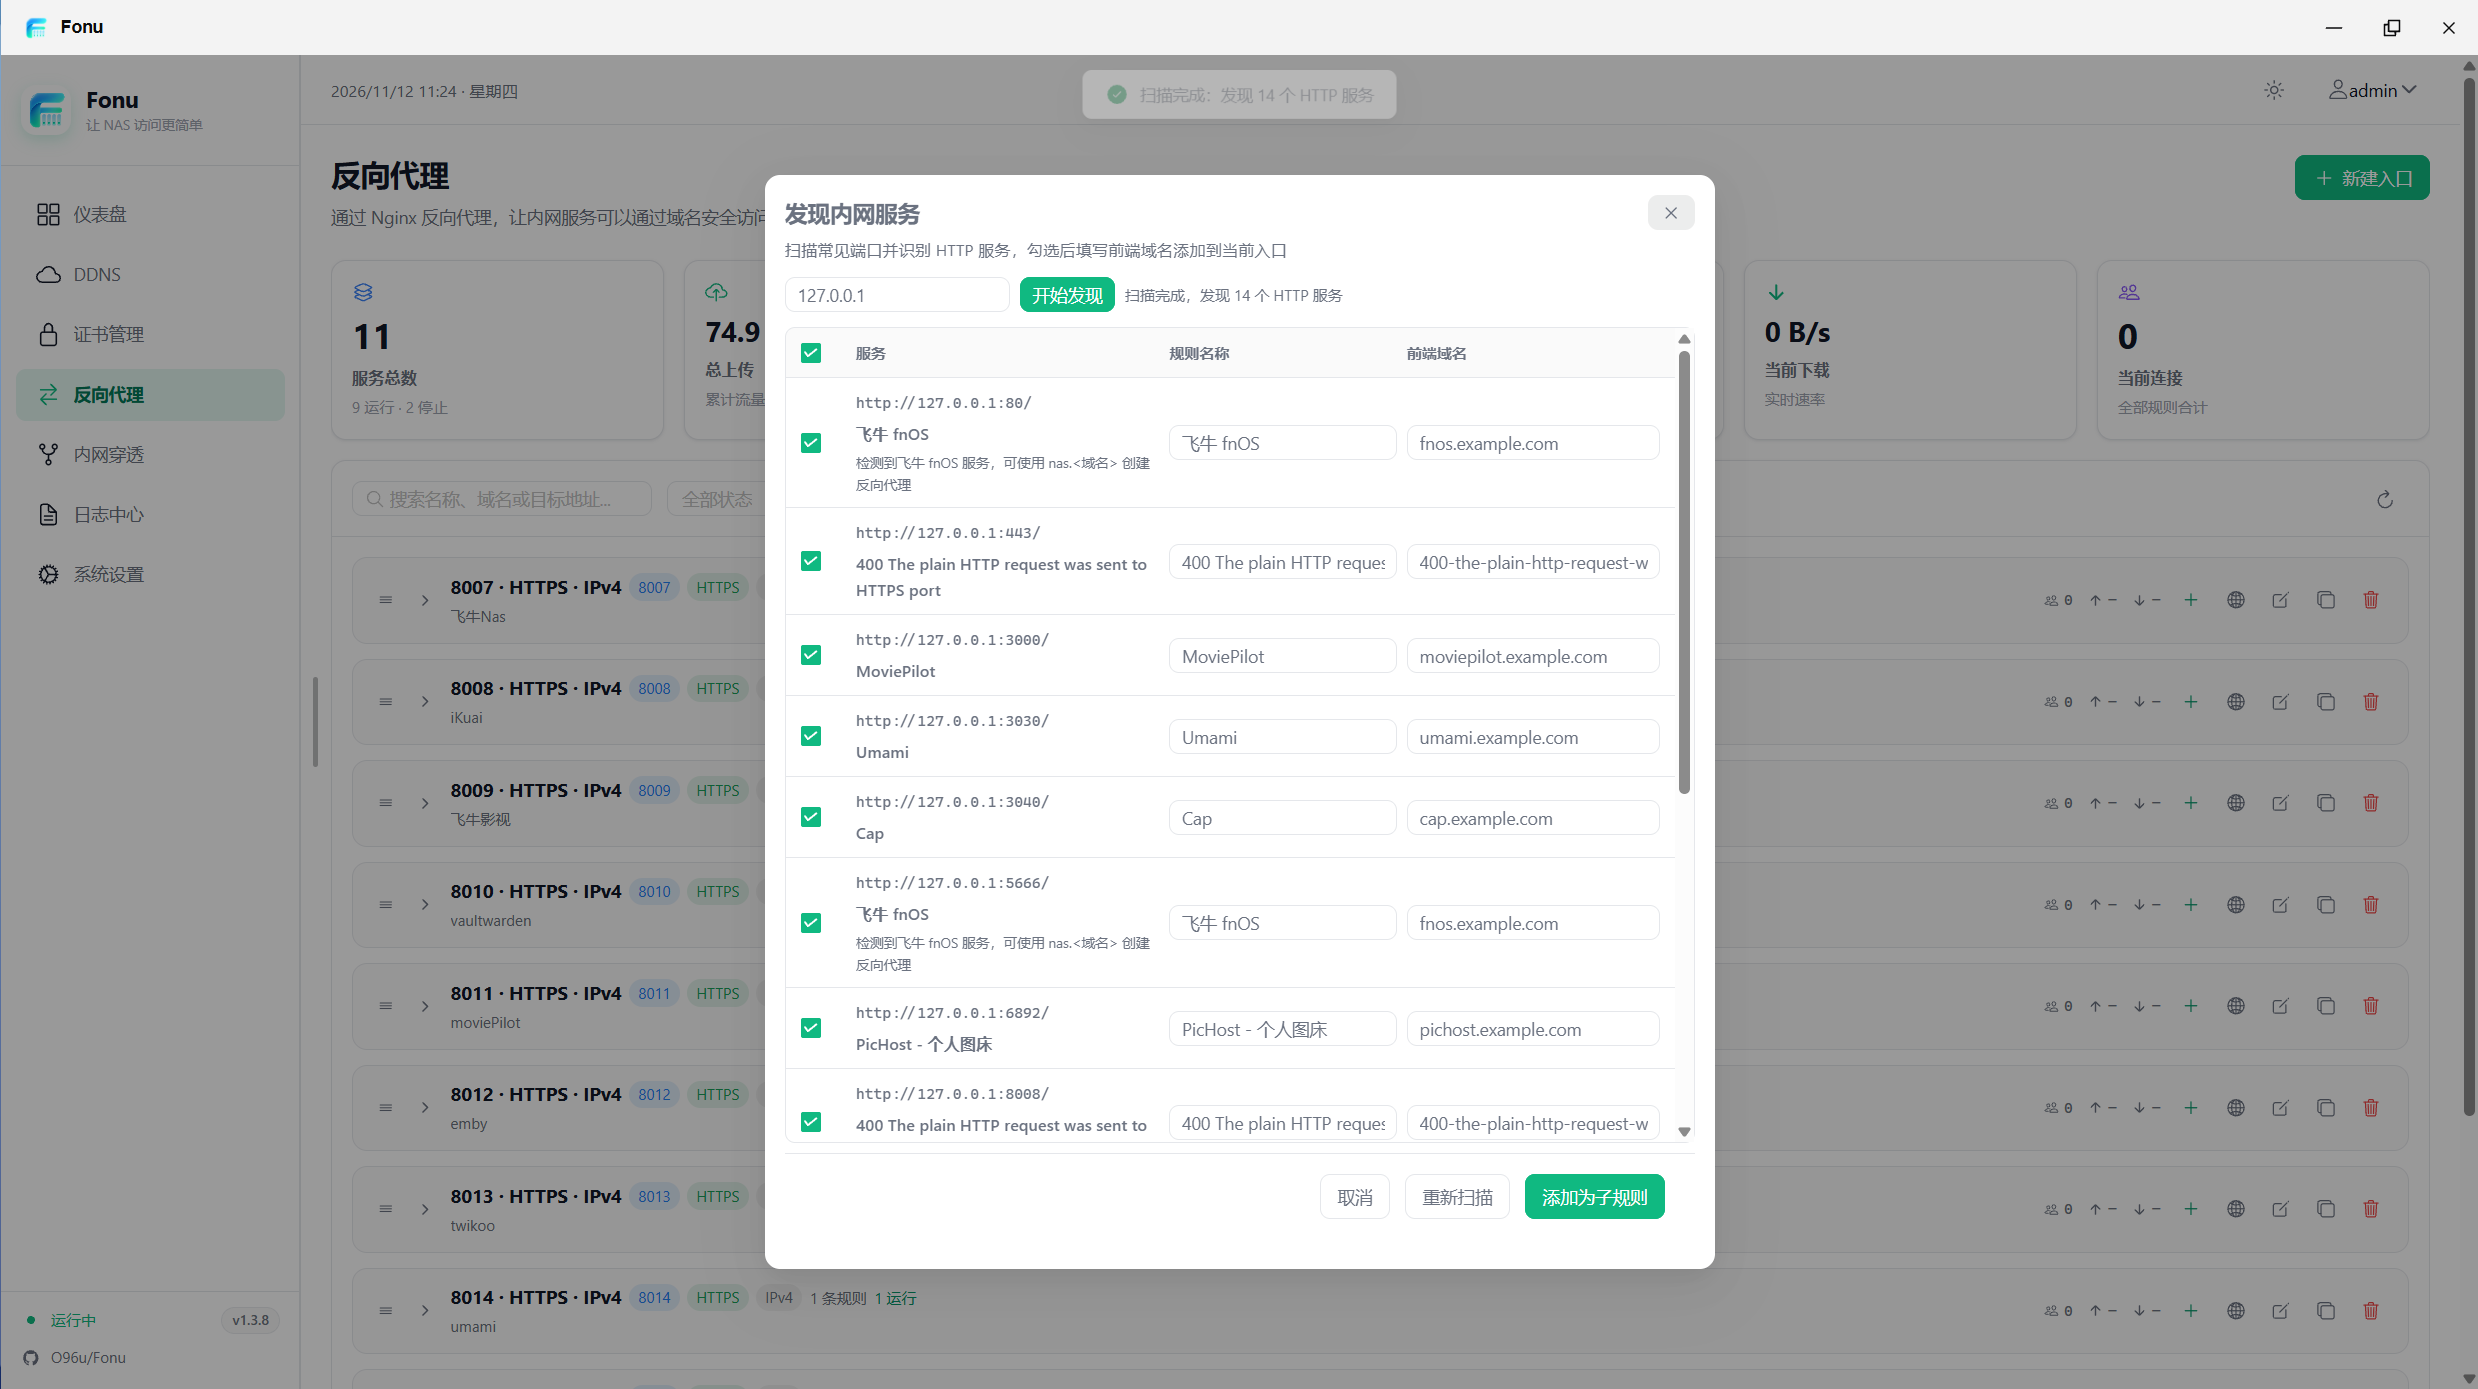 Fonu
Fonu
让 NAS 访问更简单
2026/11/12 11:24 · 星期四
扫描完成：发现 14 个 HTTP 服务
admin
仪表盘
DDNS
证书管理
反向代理
内网穿透
日志中心
系统设置
运行中
v1.3.8
O96u/Fonu
反向代理
通过 Nginx 反向代理，让内网服务可以通过域名安全访问
新建入口
11
服务总数
9 运行 · 2 停止
74.9
总上传
累计流量
0 B/s
当前下载
实时速率
0
当前连接
全部规则合计
搜索名称、域名或目标地址...
全部状态
8007 · HTTPS · IPv4 8007 HTTPS
飞牛Nas
0
8008 · HTTPS · IPv4 8008 HTTPS
iKuai
0
8009 · HTTPS · IPv4 8009 HTTPS
飞牛影视
0
8010 · HTTPS · IPv4 8010 HTTPS
vaultwarden
0
8011 · HTTPS · IPv4 8011 HTTPS
moviePilot
0
8012 · HTTPS · IPv4 8012 HTTPS
emby
0
8013 · HTTPS · IPv4 8013 HTTPS
twikoo
0
8014 · HTTPS · IPv4 8014 HTTPS IPv4 1 条规则 1 运行
umami
0
发现内网服务
扫描常见端口并识别 HTTP 服务，勾选后填写前端域名添加到当前入口
127.0.0.1 开始发现 扫描完成，发现 14 个 HTTP 服务
服务 规则名称 前端域名
http://127.0.0.1:80/
飞牛 fnOS
检测到飞牛 fnOS 服务，可使用 nas.<域名> 创建
反向代理
飞牛 fnOS
fnos.example.com
http://127.0.0.1:443/
400 The plain HTTP request was sent to
HTTPS port
400 The plain HTTP reques
400-the-plain-http-request-w
http://127.0.0.1:3000/
MoviePilot
MoviePilot
moviepilot.example.com
http://127.0.0.1:3030/
Umami
Umami
umami.example.com
http://127.0.0.1:3040/
Cap
Cap
cap.example.com
http://127.0.0.1:5666/
飞牛 fnOS
检测到飞牛 fnOS 服务，可使用 nas.<域名> 创建
反向代理
飞牛 fnOS
fnos.example.com
http://127.0.0.1:6892/
PicHost - 个人图床
PicHost - 个人图床
pichost.example.com
http://127.0.0.1:8008/
400 The plain HTTP request was sent to
400 The plain HTTP reques
400-the-plain-http-request-w
取消
重新扫描
添加为子规则